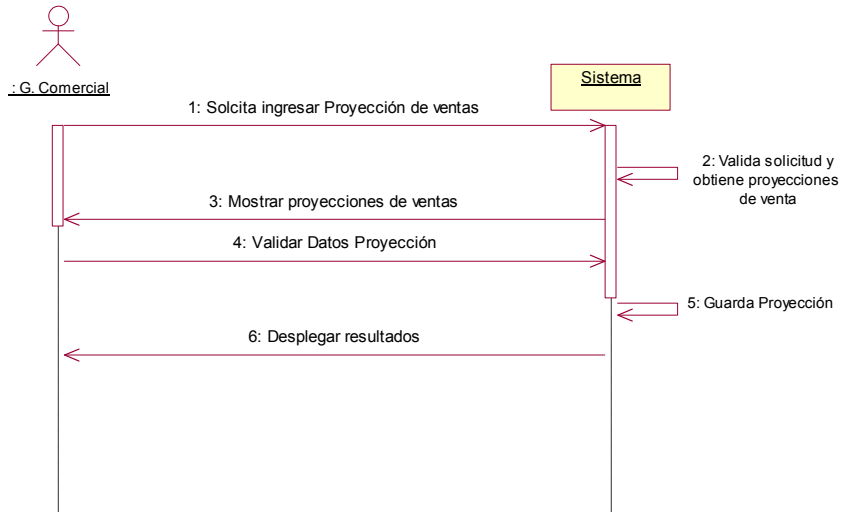 : G. Comercial
Sistema
1: Solcita ingresar Proyección de ventas
2: Valida solicitud y
obtiene proyecciones
de venta
3: Mostrar proyecciones de ventas
4: Validar Datos Proyección
5: Guarda Proyección
6: Desplegar resultados